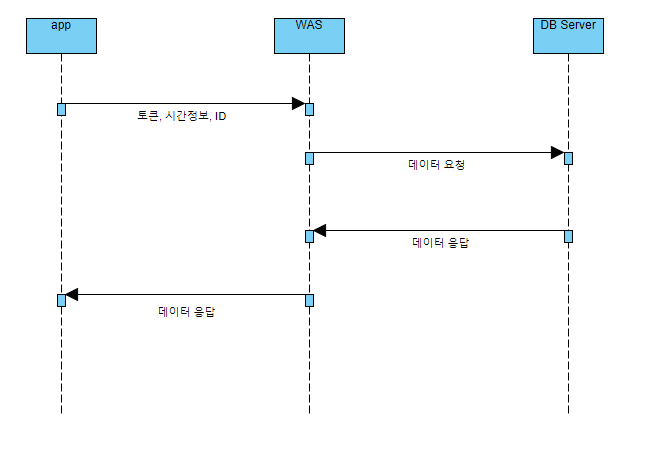 app
WAS
DB Server
토큰, 시간정보, ID
데이터 요청
데이터 응답
데이터 응답